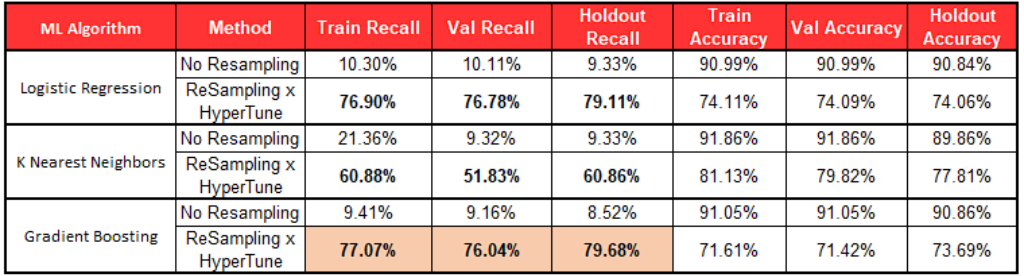 ML Algorithm Method Train Recall Val Recall Holdout Recall Train Accuracy Val Accuracy Holdout Accuracy
Logistic Regression No Resampling 10.30% 10.11% 9.33% 90.99% 90.99% 90.84%
ReSampling x HyperTune 76.90% 76.78% 79.11% 74.11% 74.09% 74.06%
K Nearest Neighbors No Resampling 21.36% 9.32% 9.33% 91.86% 91.86% 89.86%
ReSampling x HyperTune 60.88% 51.83% 60.86% 81.13% 79.82% 77.81%
Gradient Boosting No Resampling 9.41% 9.16% 8.52% 91.05% 91.05% 90.86%
ReSampling x HyperTune 77.07% 76.04% 79.68% 71.61% 71.42% 73.69%